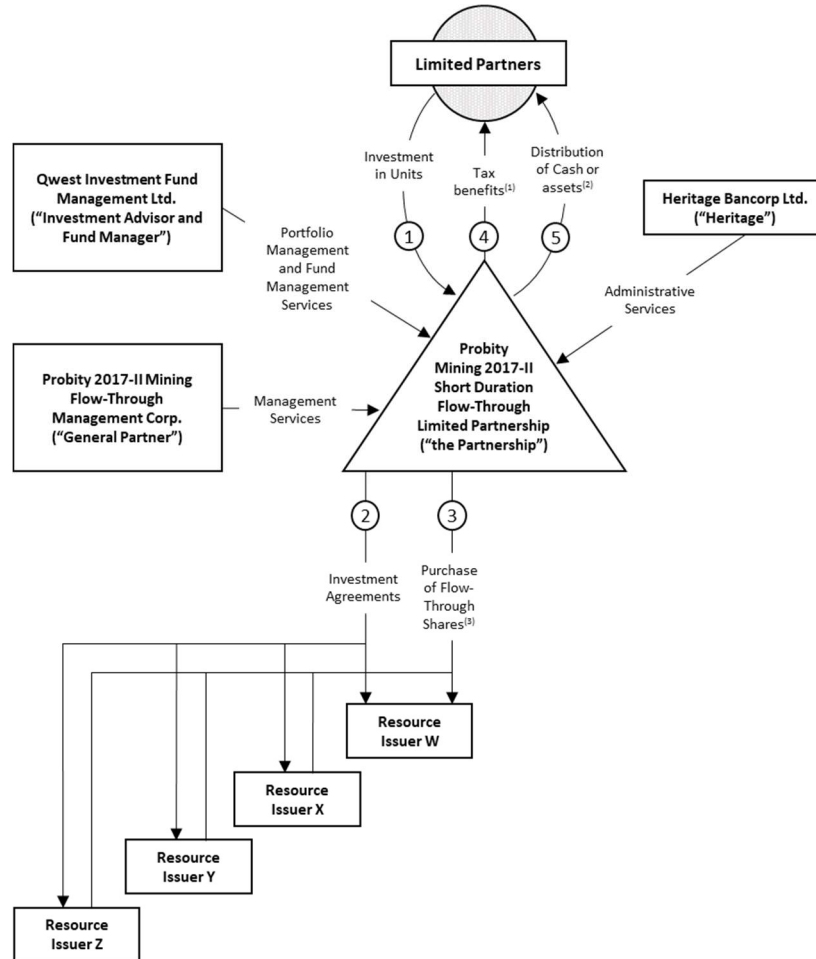 Limited Partners
Investment
in Units
Tax
benefits(1)
Distribution
of Cash or
assets(2)
Qwest Investment Fund
Management Ltd.
(“Investment Advisor and
Fund Manager”)
Heritage Bancorp Ltd.
(“Heritage”)
1
4
5
Portfolio
Management
and Fund
Management
Services
Administrative
Services
Probity 2017-II Mining
Flow-Through
Management Corp.
(“General Partner”)
Management
Services
Probity
Mining 2017-II
Short Duration
Flow-Through
Limited Partnership
(“the Partnership”)
2
3
Investment
Agreements
Purchase
of Flow-
Through
Shares(3)
Resource
Issuer W
Resource
Issuer X
Resource
Issuer Y
Resource
Issuer Z